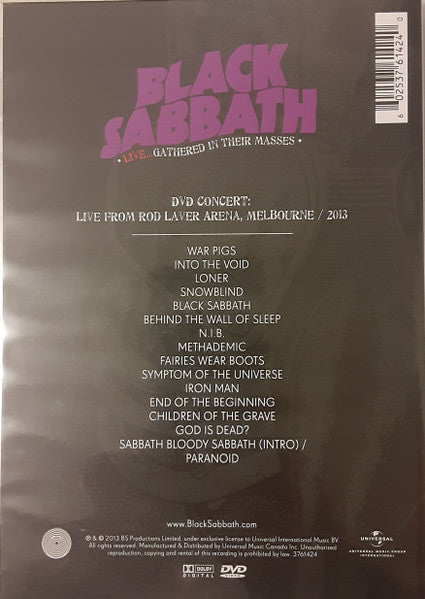 BLACK
SABBATH
• LIVE... GATHERED IN THEIR MASSES •
6 02537 61424 0
DVD CONCERT:
LIVE FROM ROD LAVER ARENA, MELBOURNE / 2013
WAR PIGS
INTO THE VOID
LONER
SNOWBLIND
BLACK SABBATH
BEHIND THE WALL OF SLEEP
N.I.B.
METHADEMIC
FAIRIES WEAR BOOTS
SYMPTOM OF THE UNIVERSE
IRON MAN
END OF THE BEGINNING
CHILDREN OF THE GRAVE
GOD IS DEAD?
SABBATH BLOODY SABBATH (INTRO) /
PARANOID
www.BlackSabbath.com
℗ & © 2013 BS Productions Limited, under exclusive license to Universal International Music BV.
All rights reserved. Manufactured & Distributed by Universal Music Canada Inc. Unauthorized
reproduction, copying and rental of this recording is prohibited by law. 3761424
UNIVERSAL
UNIVERSAL MUSIC GROUP
INTERNATIONAL
DOLBY
DIGITAL
DVD
VIDEO